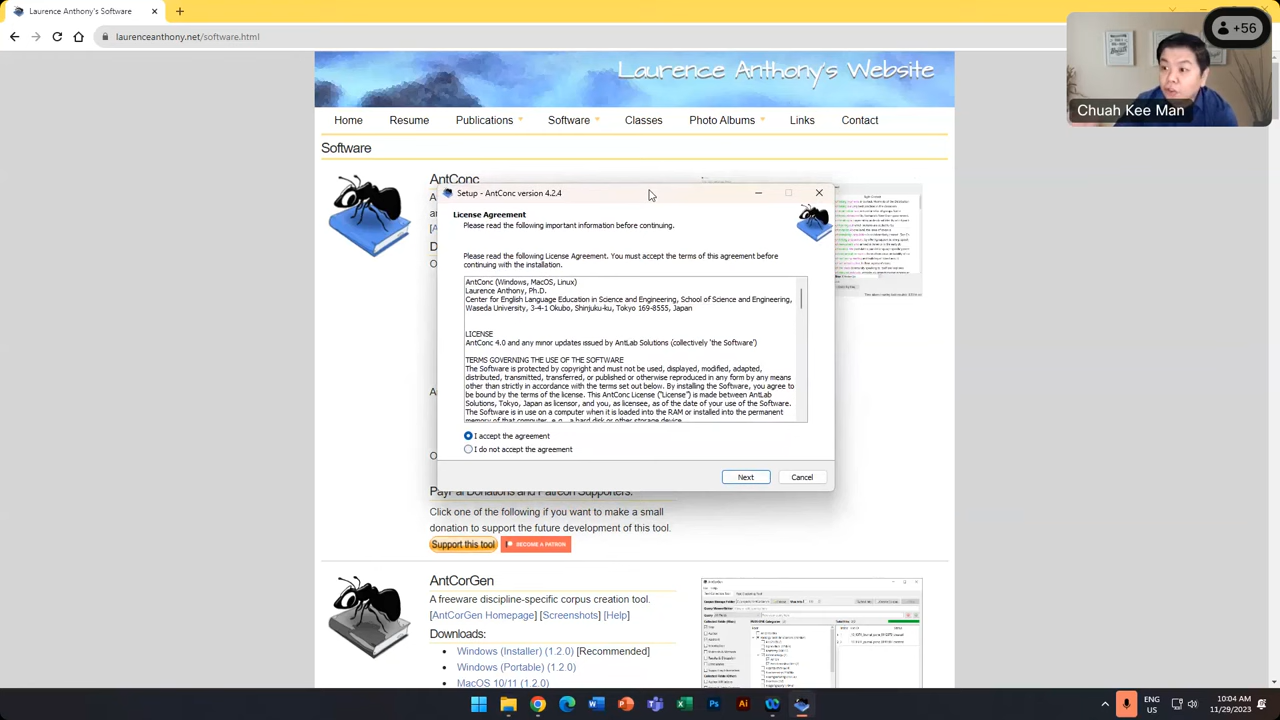 Laurence Anthony's Software
laurenceanthony.net/software.html
+56
Chuah Kee Man
Laurence Anthony's Website
Home Resume Publications Software Classes Photo Albums Links Contact
Software
AntConc
Setup - AntConc version 4.2.4
License Agreement
Please read the following important information before continuing.
Please read the following License Agreement. You must accept the terms of this agreement before
continuing with the installation.
AntConc (Windows, MacOS, Linux)
Laurence Anthony, Ph.D.
Center for English Language Education in Science and Engineering, School of Science and Engineering,
Waseda University, 3-4-1 Okubo, Shinjuku-ku, Tokyo 169-8555, Japan
LICENSE
AntConc 4.0 and any minor updates issued by AntLab Solutions (collectively 'the Software')
TERMS GOVERNING THE USE OF THE SOFTWARE
The Software is protected by copyright and must not be used, displayed, modified, adapted,
distributed, transmitted, transferred, or published or otherwise reproduced in any form by any means
other than strictly in accordance with the terms set out below. By installing the Software, you agree to
be bound by the terms of the license. This AntConc License ("License") is made between AntLab
Solutions, Tokyo, Japan as licensor, and you, as licensee, as of the date of your use of the Software.
The Software is in use on a computer when it is loaded into the RAM or installed into the permanent
memory of that computer, e.g., a hard disk or other storage device.
I accept the agreement
I do not accept the agreement
Next Cancel
PayPal Donations and Patreon Supporters:
Click one of the following if you want to make a small
donation to support the future development of this tool.
Support this tool BECOME A PATRON
AntCorGen
A freeware discipline-specific corpus creation tool.
[AntCorGen Homepage] [Screenshots] [Help]
Downloads:
Windows (installer) (1.2.0) [Recommended]
Windows (portable) (1.2.0)
ENG
US
10:04 AM
11/29/2023